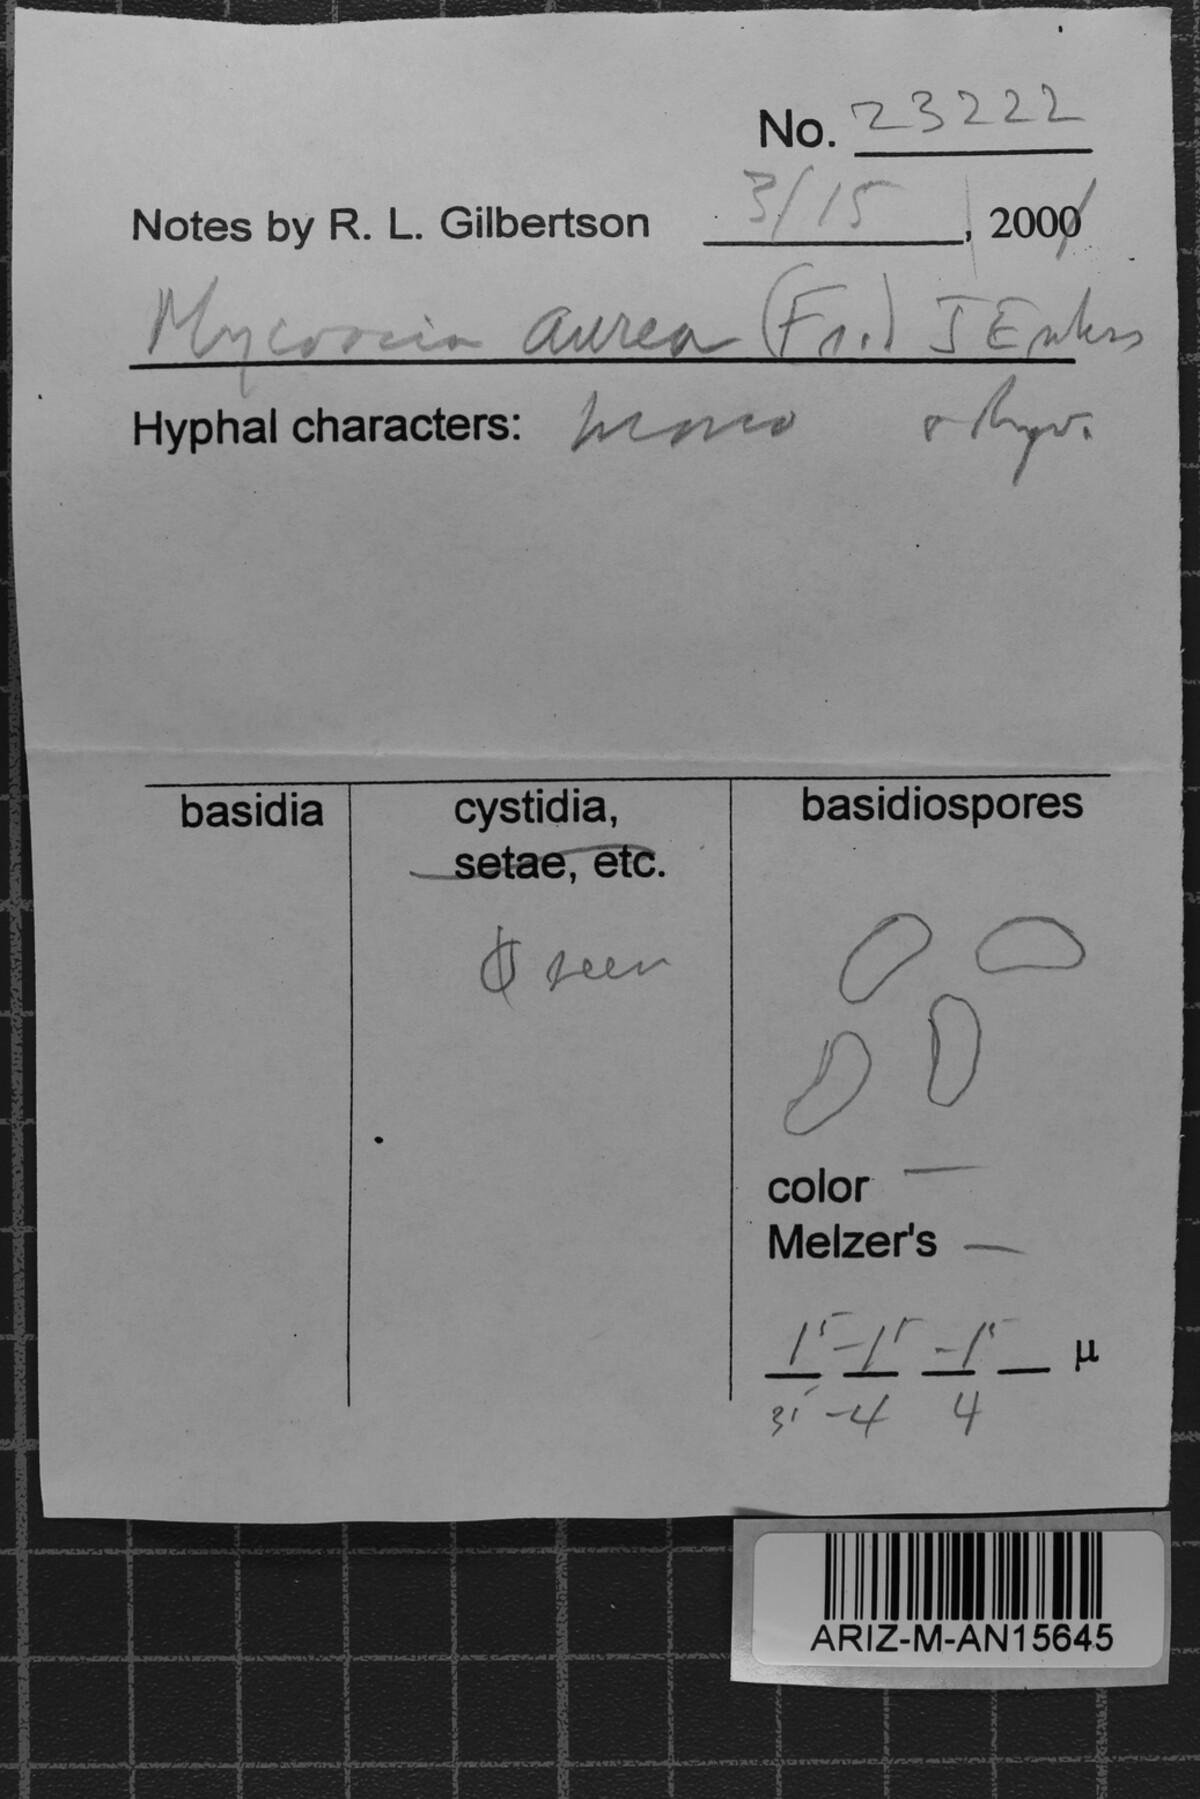 No. 23222
Notes by R. L. Gilbertson 3/15, 2000
Mycoacia aurea (Fr.) J Erikss
Hyphal characters: mono
basidia
cystidia,
setae, etc.
ϕ seen
basidiospores
color —
Melzer's —
μ
4
ARIZ-M-AN15645